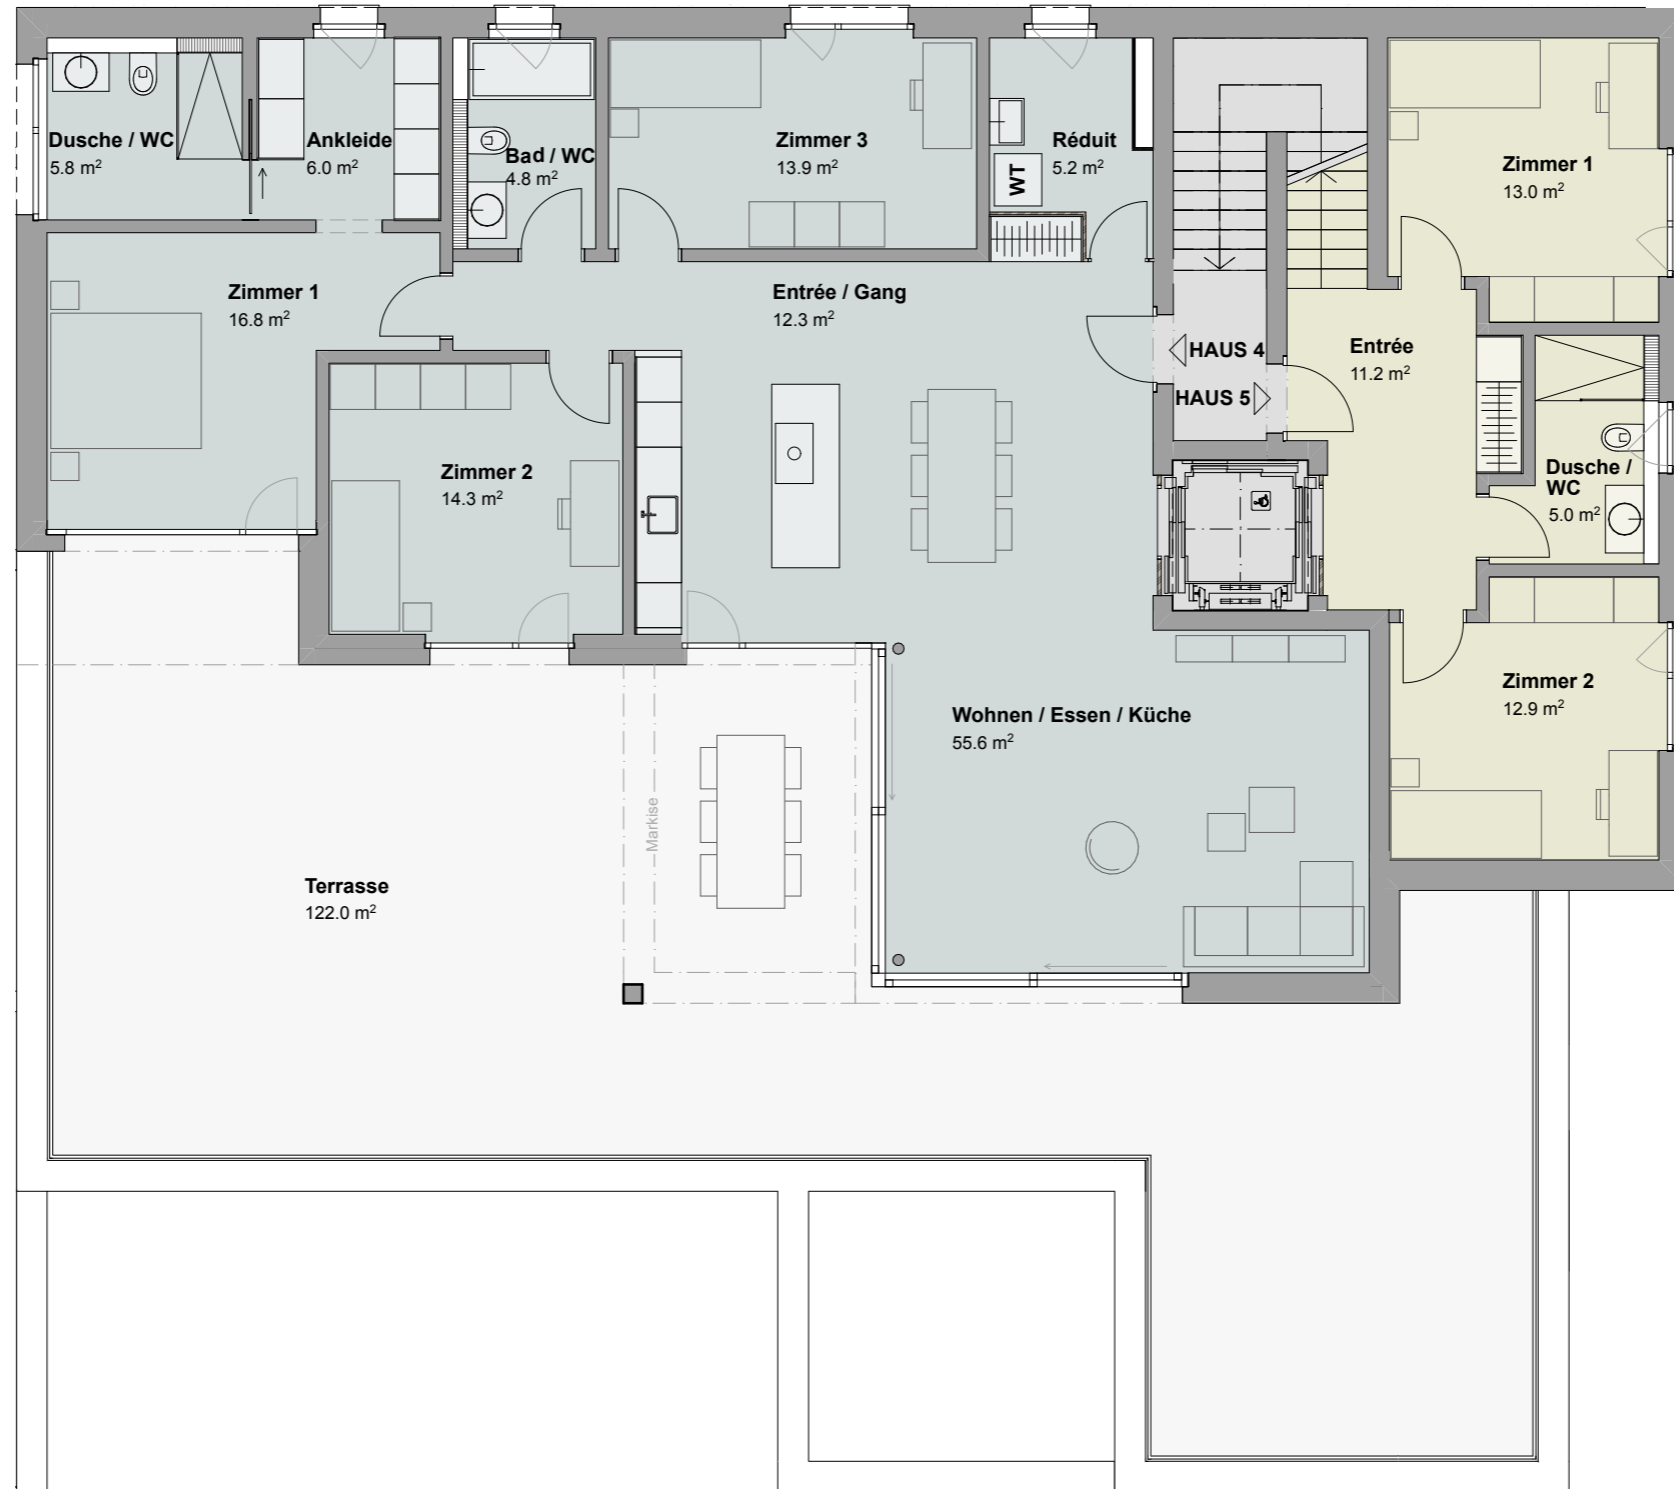 Dusche / WC
5.8 m²
Ankleide
6.0 m²
Bad / WC
4.8 m²
Zimmer 3
13.9 m²
Réduit
5.2 m²
WT
Zimmer 1
13.0 m²
Zimmer 1
16.8 m²
Entrée / Gang
12.3 m²
HAUS 4
HAUS 5
Entrée
11.2 m²
Zimmer 2
14.3 m²
Dusche /
WC
5.0 m²
Zimmer 2
12.9 m²
Wohnen / Essen / Küche
55.6 m²
Markise
Terrasse
122.0 m²